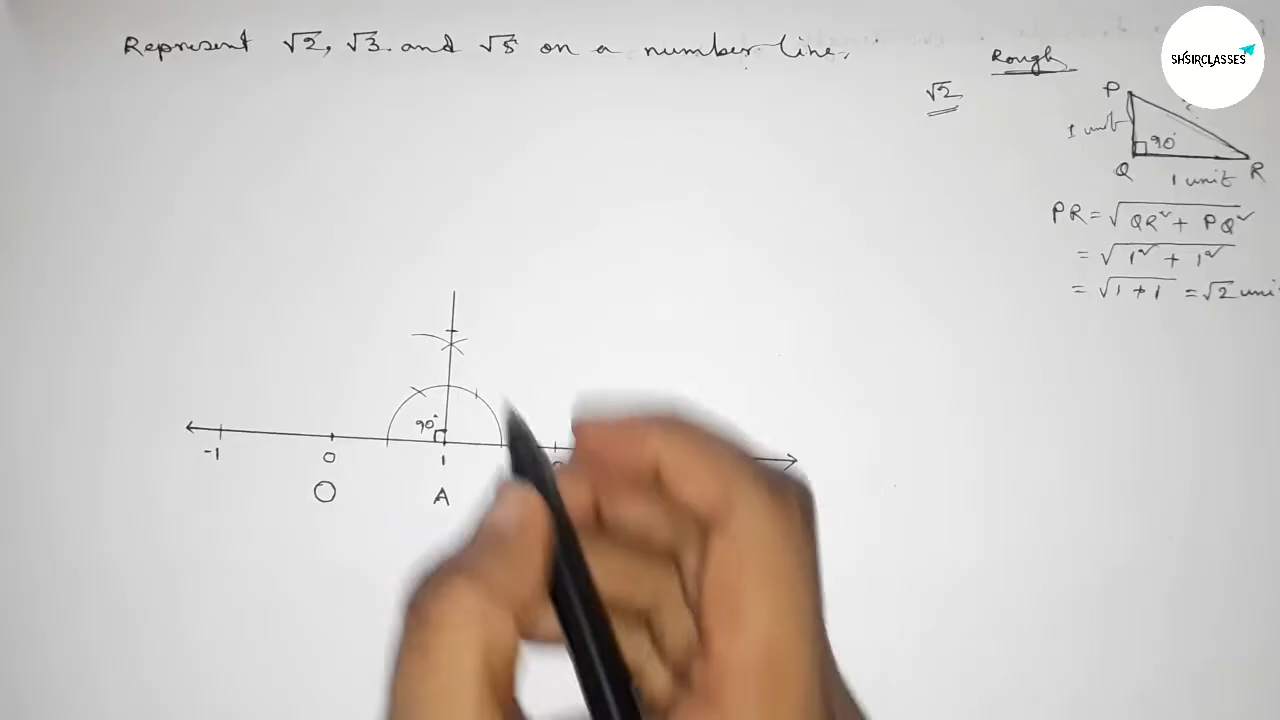 Represent √2, √3 and √5 on a number line.
Rough
SHSIRCLASSES
√2
P
1 unit
90°
Q
1 unit
R
PR = √QR² + PQ²
= √1² + 1²
= √1 + 1 = √2 uni
90°
-1
0
1
O
A